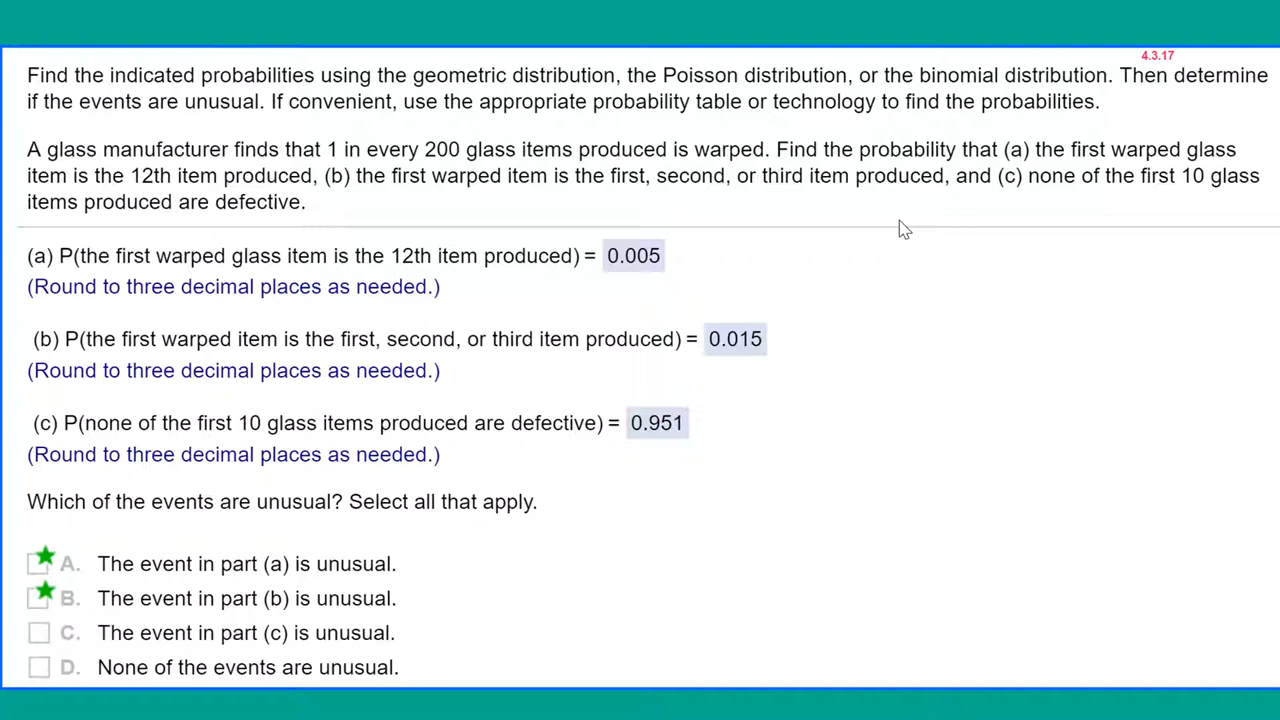 4.3.17
Find the indicated probabilities using the geometric distribution, the Poisson distribution, or the binomial distribution. Then determine
if the events are unusual. If convenient, use the appropriate probability table or technology to find the probabilities.
A glass manufacturer finds that 1 in every 200 glass items produced is warped. Find the probability that (a) the first warped glass
item is the 12th item produced, (b) the first warped item is the first, second, or third item produced, and (c) none of the first 10 glass
items produced are defective.
(a) P(the first warped glass item is the 12th item produced) = 0.005
(Round to three decimal places as needed.)
(b) P(the first warped item is the first, second, or third item produced) = 0.015
(Round to three decimal places as needed.)
(c) P(none of the first 10 glass items produced are defective) = 0.951
(Round to three decimal places as needed.)
Which of the events are unusual? Select all that apply.
A. The event in part (a) is unusual.
B. The event in part (b) is unusual.
C. The event in part (c) is unusual.
D. None of the events are unusual.